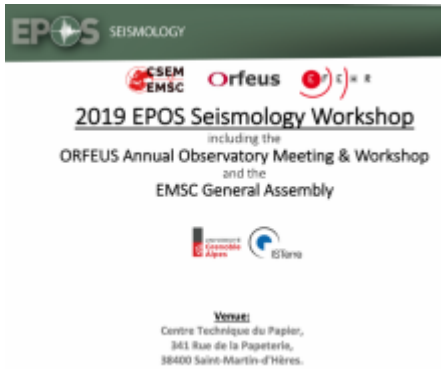 EPOS SEISMOLOGY
CSEM
EMSC
Orfeus
EFEHR
2019 EPOS Seismology Workshop
including the
ORFEUS Annual Observatory Meeting & Workshop
and the
EMSC General Assembly
UNIVERSITÉ
Grenoble
Alpes
ISTerre
Venue:
Centre Technique du Papier,
341 Rue de la Papeterie,
38400 Saint-Martin-d'Hères.